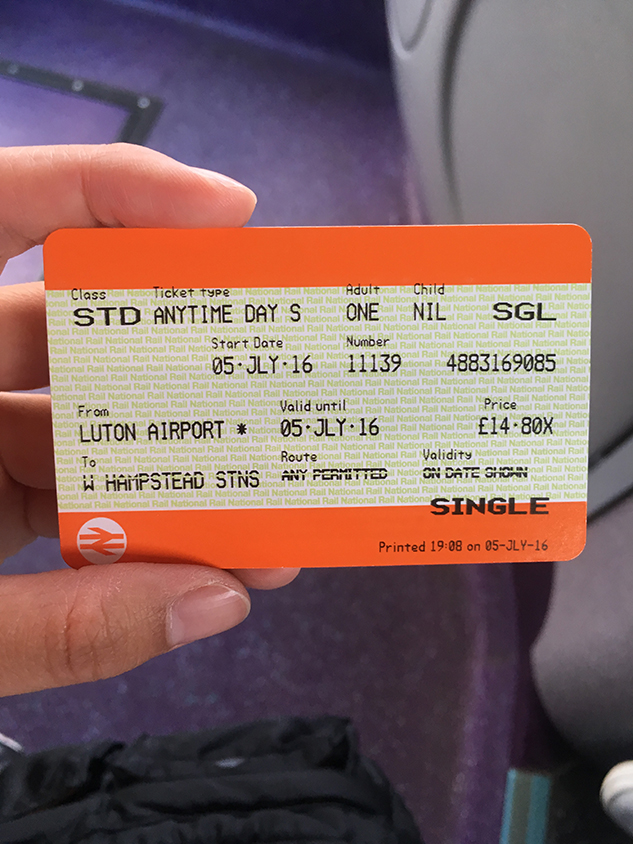 Class Ticket type Adult Child
STD ANYTIME DAY S ONE NIL SGL
Start Date Number
05·JLY·16 11139 4883169085
From Valid until Price
LUTON AIRPORT * 05·JLY·16 £14·80X
To Route Validity
W HAMPSTEAD STNS ANY PERMITTED ON DATE SHOWN
SINGLE
Printed 19:08 on 05-JLY-16